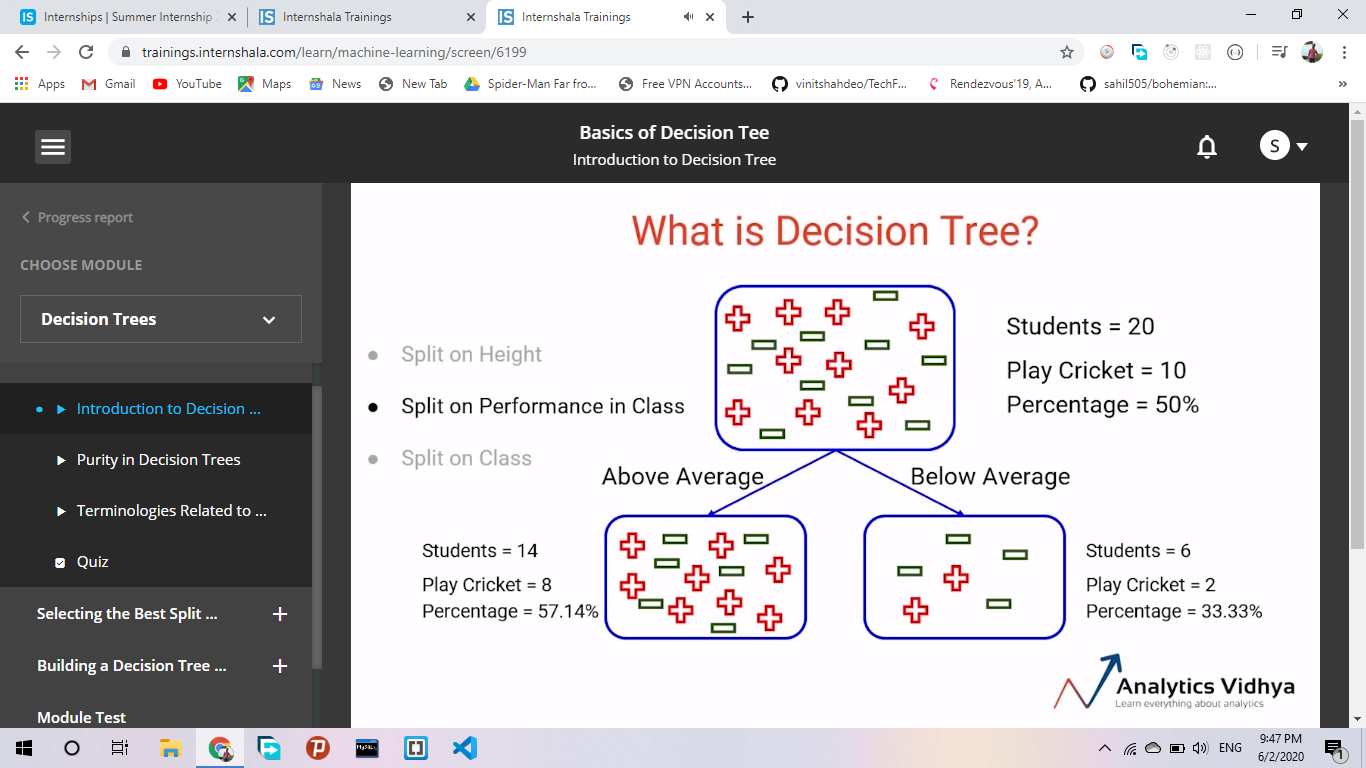 Internships | Summer Internship
Internshala Trainings
Internshala Trainings
trainings.internshala.com/learn/machine-learning/screen/6199
Apps
Gmail
YouTube
Maps
News
New Tab
Spider-Man Far fro...
Free VPN Accounts...
vinitshahdeo/TechF...
Rendezvous'19, A...
sahil505/bohemian:...
»
Basics of Decision Tee
Introduction to Decision Tree
S
Progress report
CHOOSE MODULE
Decision Trees
Introduction to Decision ...
Purity in Decision Trees
Terminologies Related to ...
Quiz
Selecting the Best Split ...
Building a Decision Tree ...
Module Test
What is Decision Tree?
Split on Height
Split on Performance in Class
Split on Class
Students = 20
Play Cricket = 10
Percentage = 50%
Above Average
Below Average
Students = 14
Play Cricket = 8
Percentage = 57.14%
Students = 6
Play Cricket = 2
Percentage = 33.33%
Analytics Vidhya
Learn everything about analytics
ENG
9:47 PM
6/2/2020
1